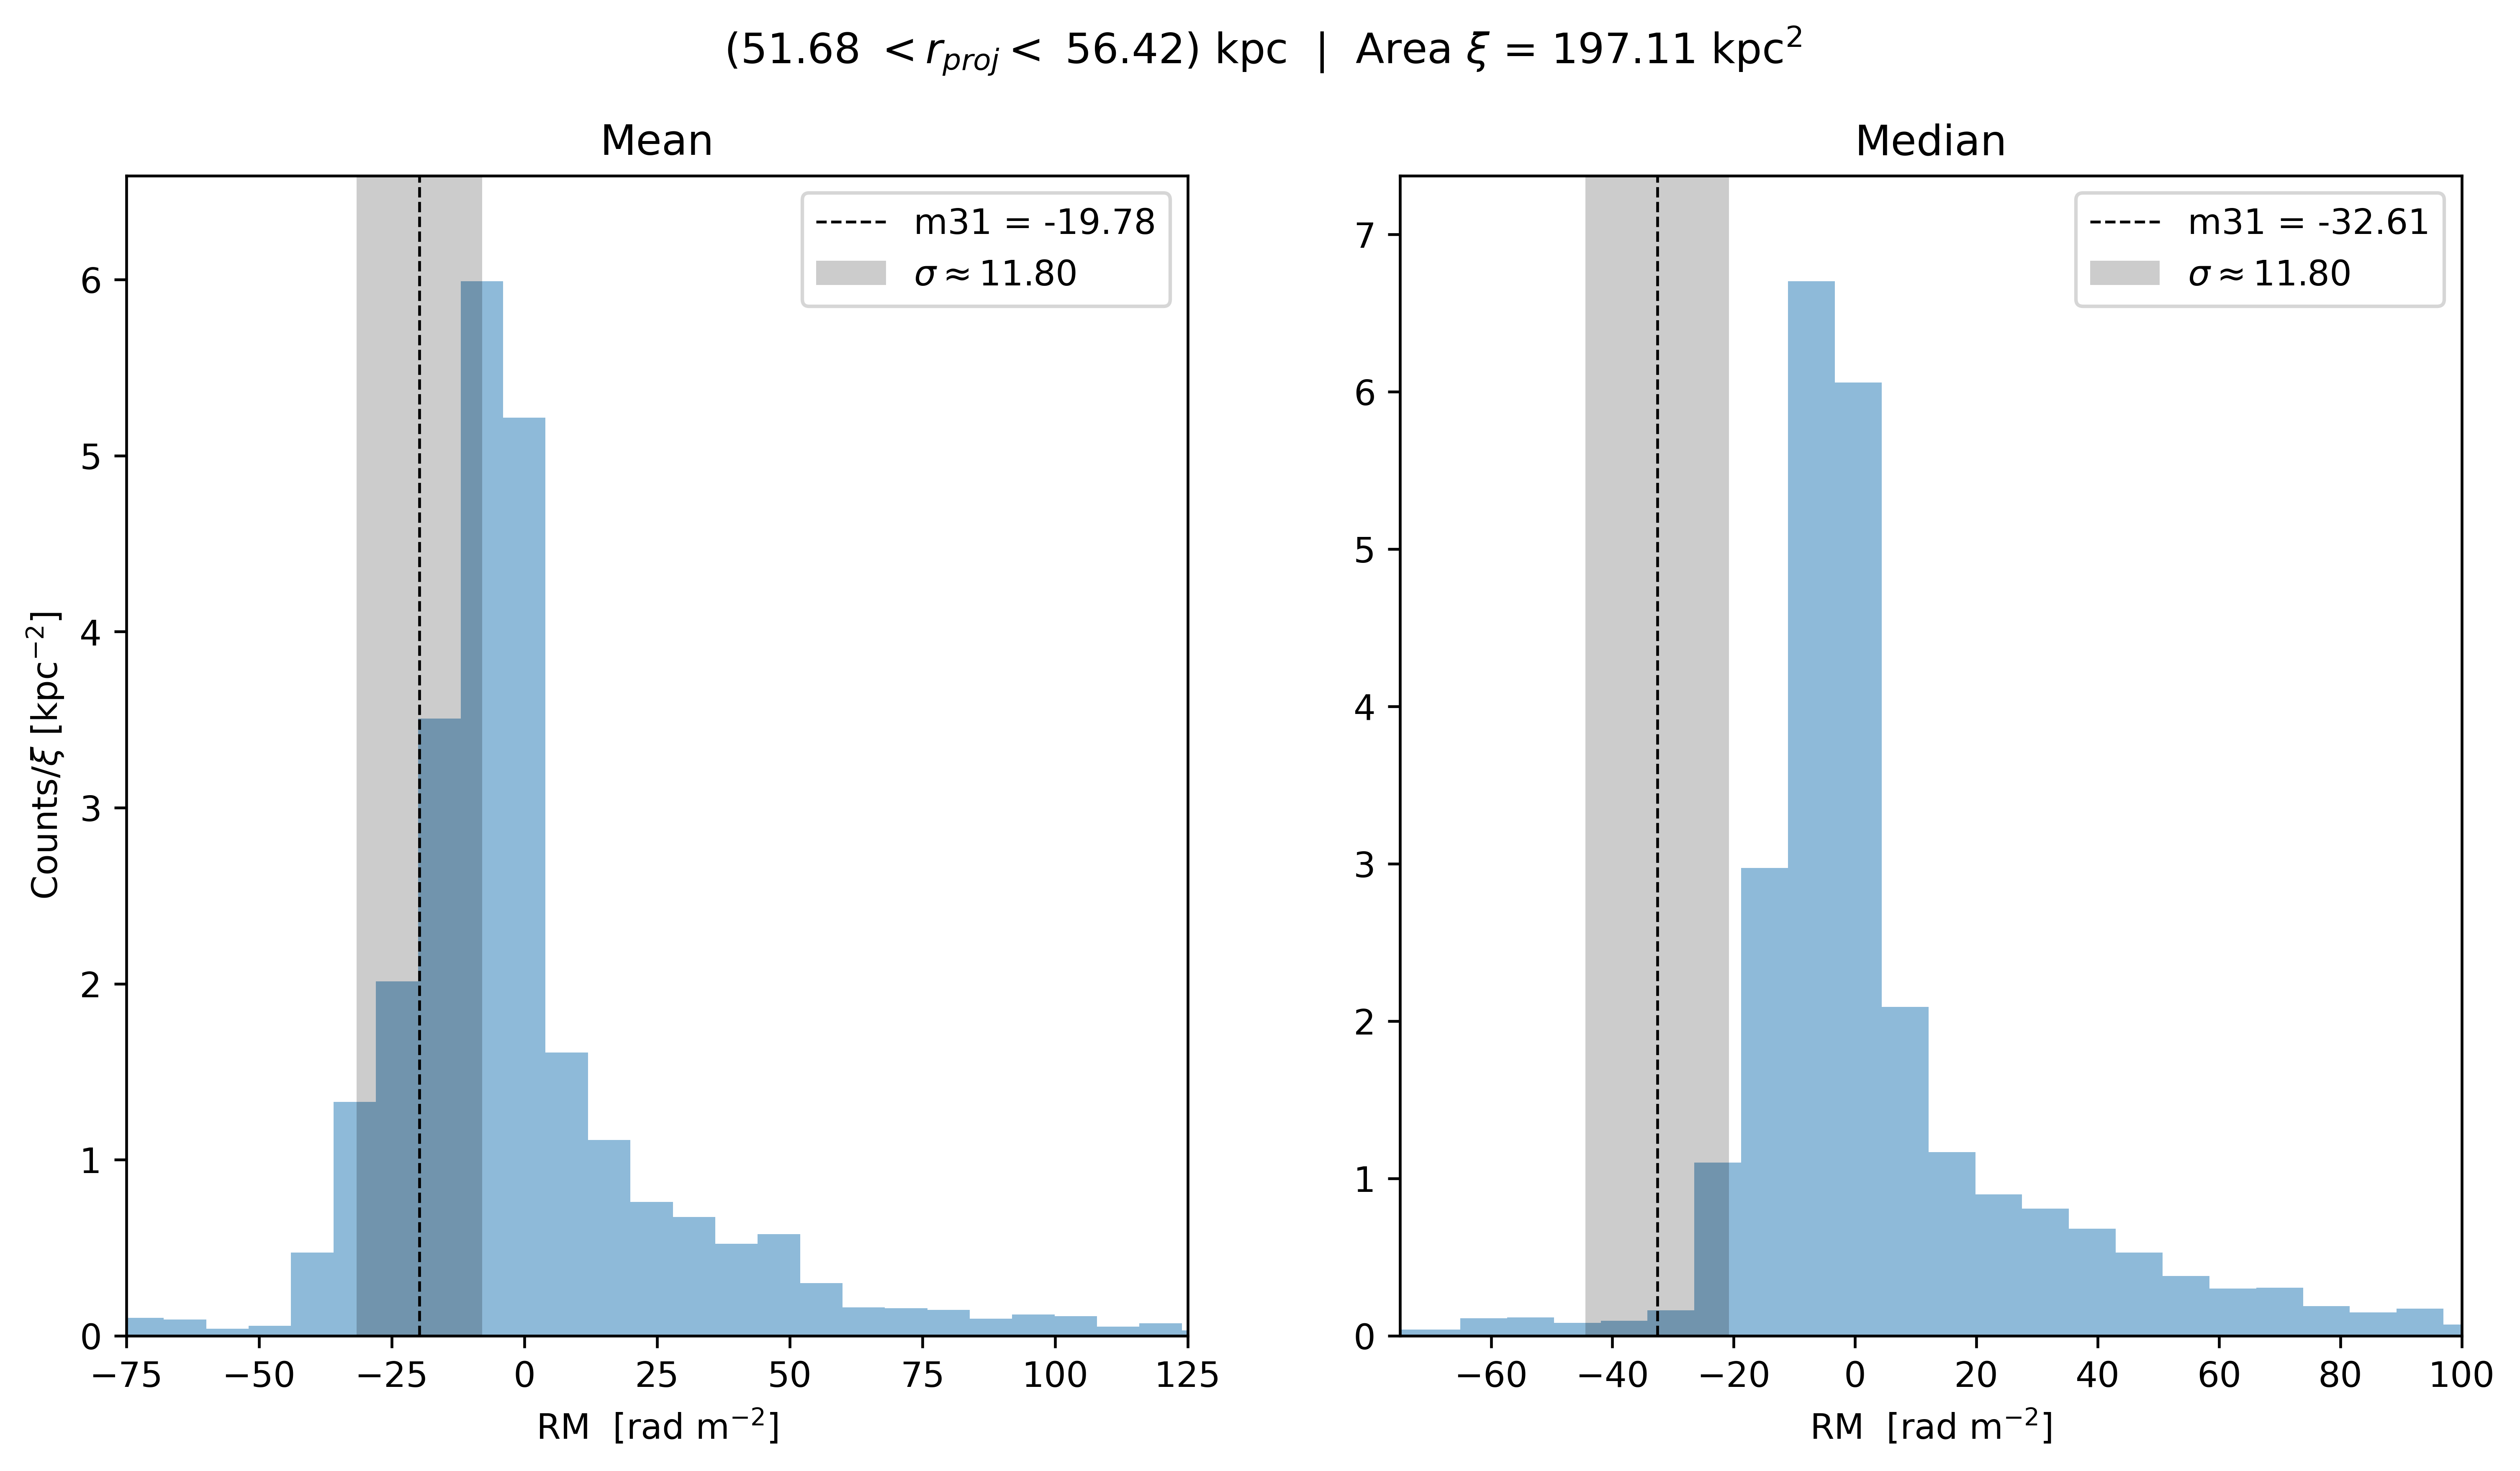 (51.68 < r_proj < 56.42) kpc | Area ξ = 197.11 kpc²
Mean
m31 = -19.78
σ ≈ 11.80
6
5
4
3
2
1
0
Counts/ξ [kpc⁻²]
−75 −50 −25 0 25 50 75 100 125
RM [rad m⁻²]
Median
m31 = -32.61
σ ≈ 11.80
7
6
5
4
3
2
1
0
−60 −40 −20 0 20 40 60 80 100
RM [rad m⁻²]